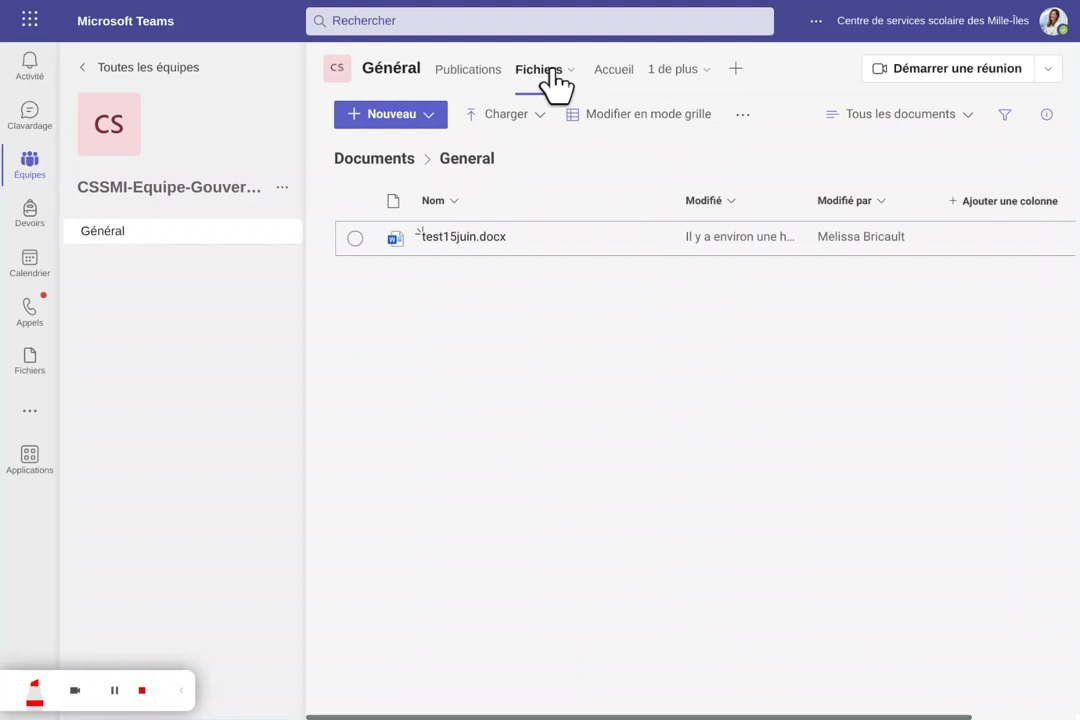 Microsoft Teams
Rechercher
Centre de services scolaire des Mille-Îles
Activité
Clavardage
Équipes
Devoirs
Calendrier
Appels
Fichiers
Applications
Toutes les équipes
CS
CSSMI-Equipe-Gouver...
Général
CS
Général
Publications
Fichiers
Accueil
1 de plus
Démarrer une réunion
Nouveau
Charger
Modifier en mode grille
Tous les documents
Documents > General
Nom
Modifié
Modifié par
Ajouter une colonne
test15juin.docx
Il y a environ une h...
Melissa Bricault